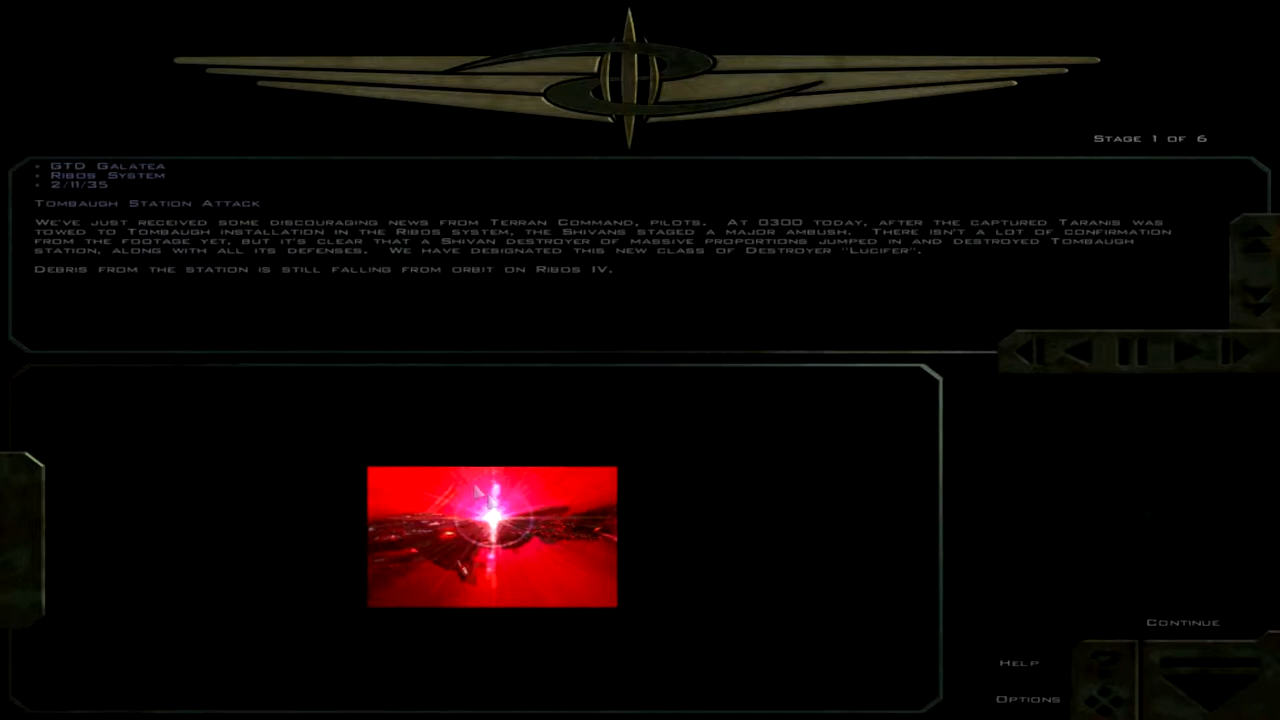 Stage 1 of 6
• GTD Galatea
• Ribos System
• 2/11/35
Tombaugh Station Attack
We've just received some discouraging news from Terran Command, pilots. At 0300 today, after the captured Taranis was
towed to Tombaugh installation in the Ribos system, the Shivans staged a major ambush. There isn't a lot of confirmation
from the footage yet, but it's clear that a Shivan destroyer of massive proportions jumped in and destroyed Tombaugh
station, along with all its defenses. We have designated this new class of Destroyer "Lucifer".
Debris from the station is still falling from orbit on Ribos IV.
Continue
Help
Options